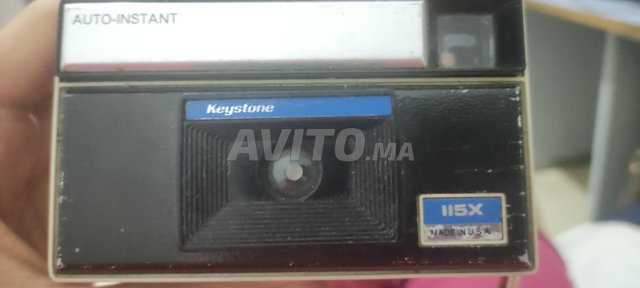 AUTO-INSTANT
Keystone
AVITO.MA
115X
MADE IN U.S.A.